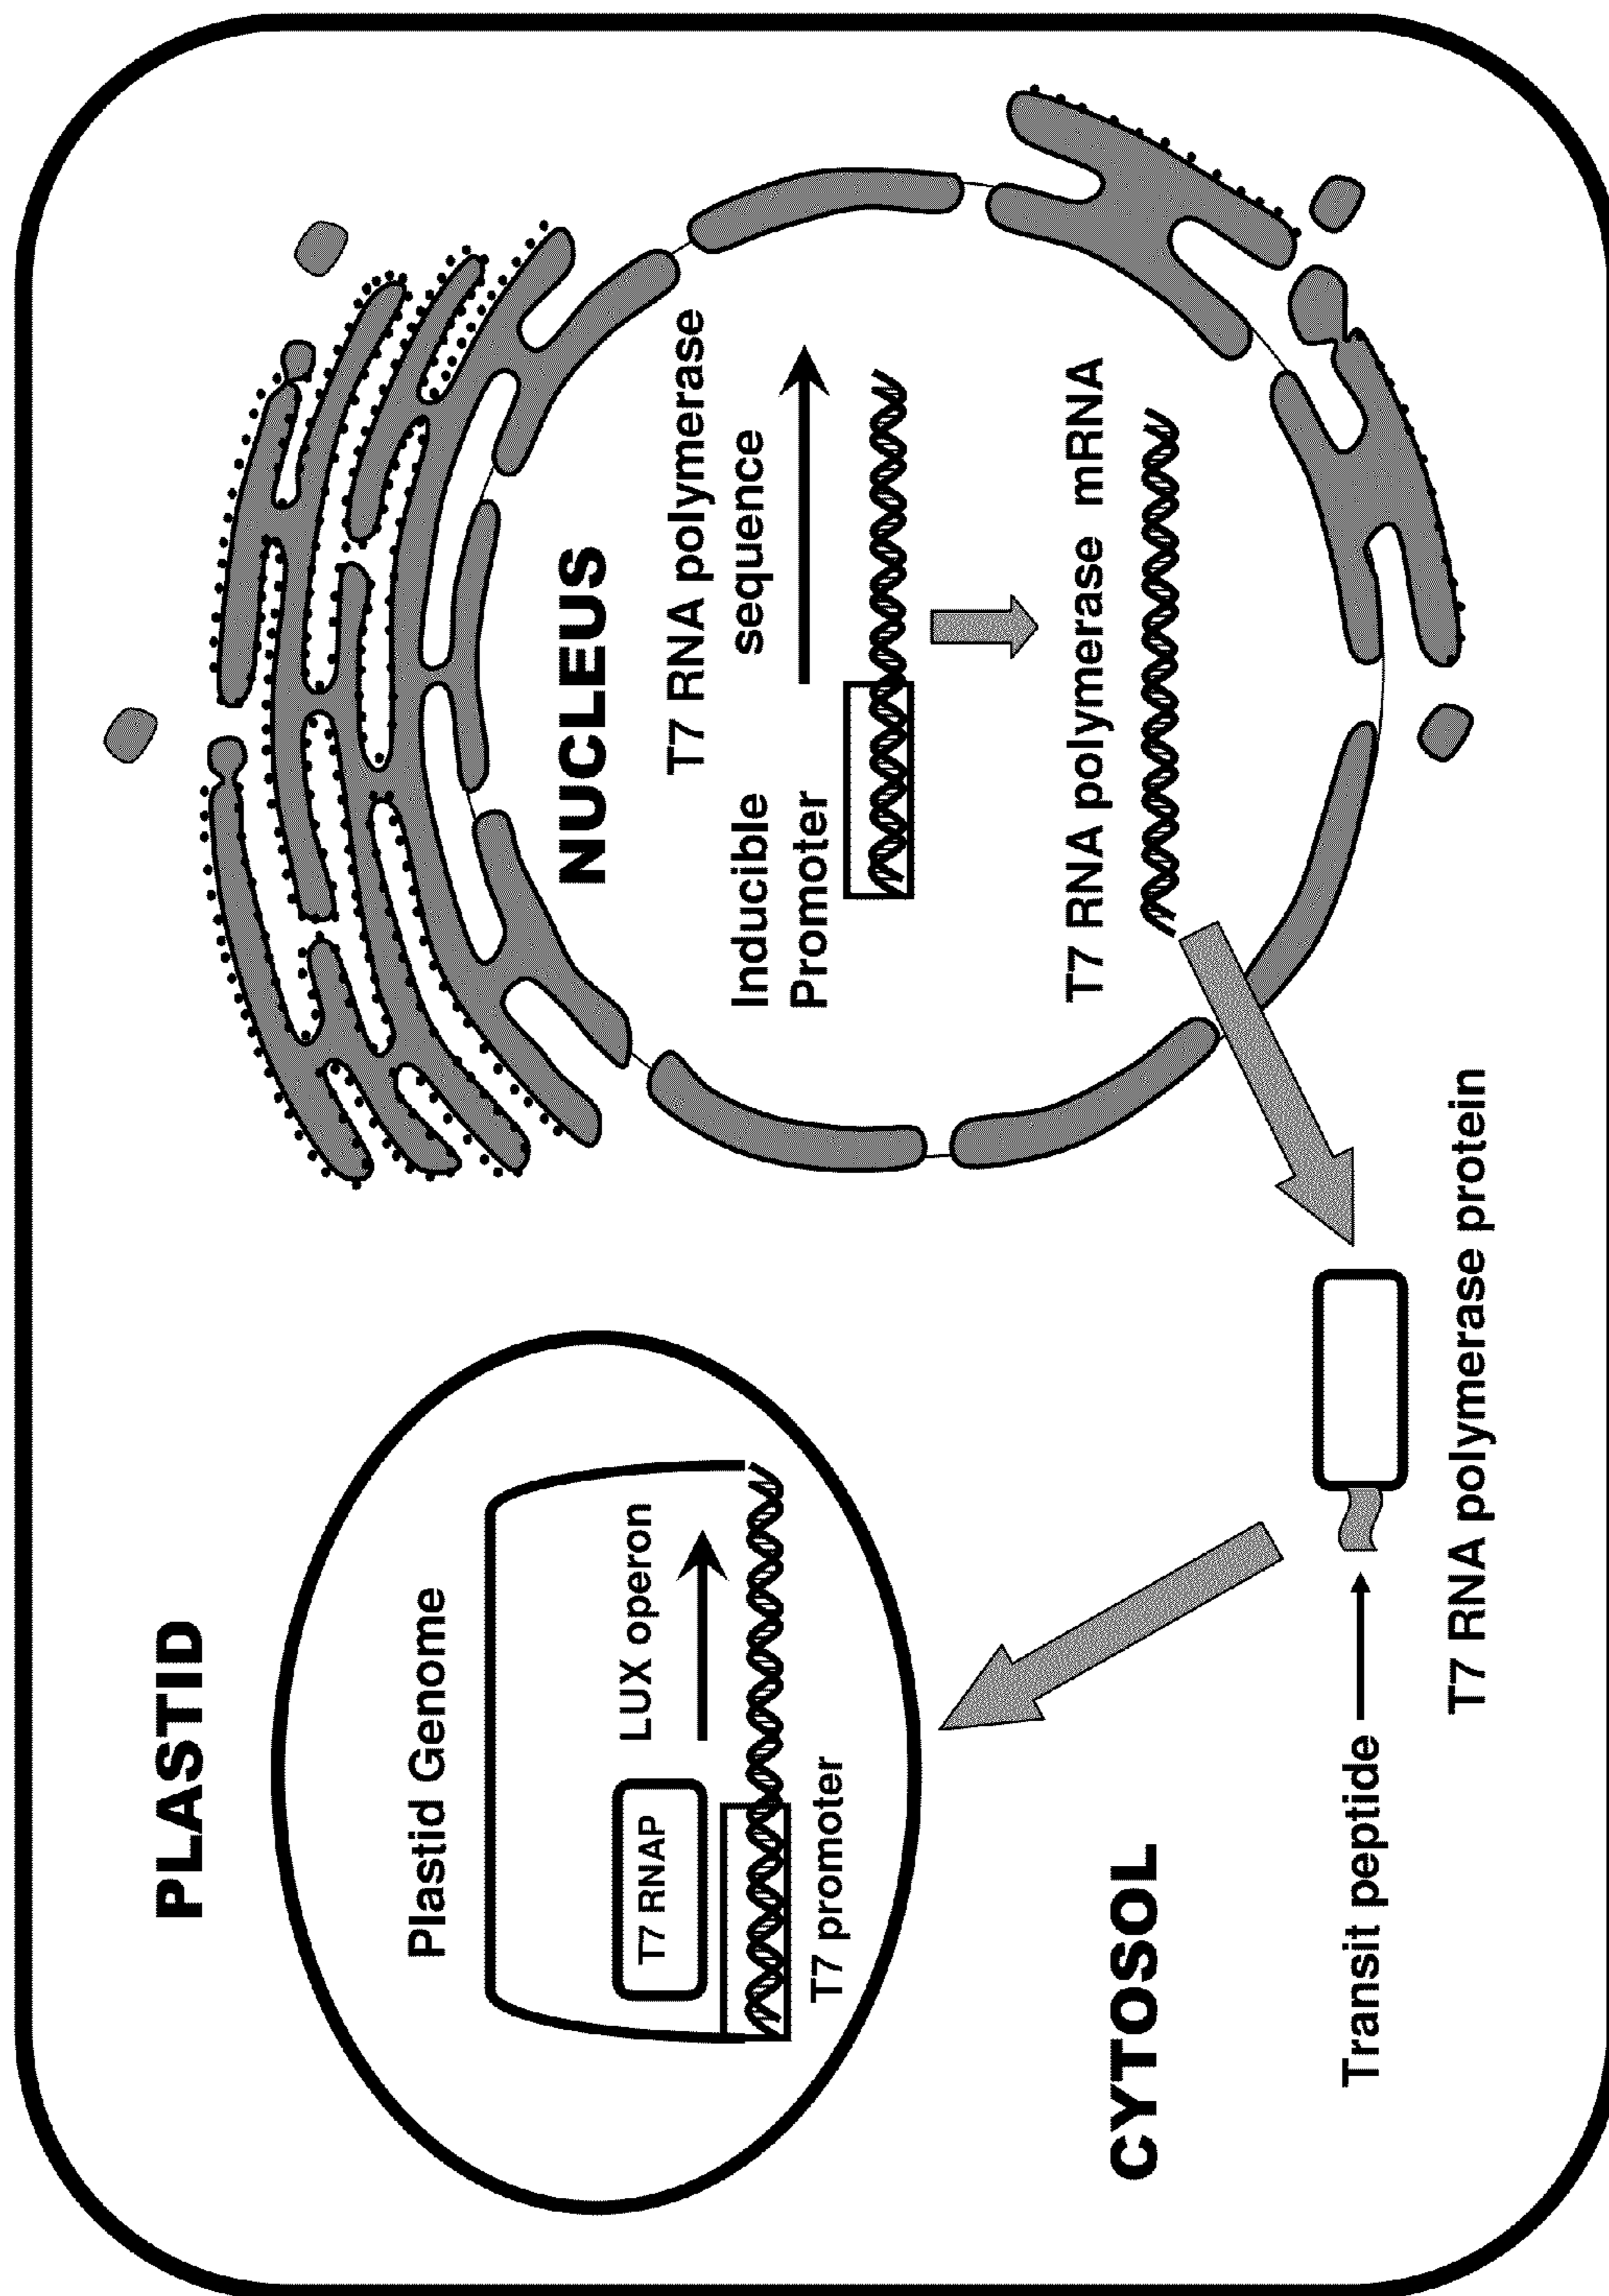 PLASTID
Plastid Genome
T7 RNAP
LUX operon
T7 promoter
NUCLEUS
T7 RNA polymerase
sequence
Inducible
Promoter
T7 RNA polymerase mRNA
CYTOSOL
Transit peptide
T7 RNA polymerase protein